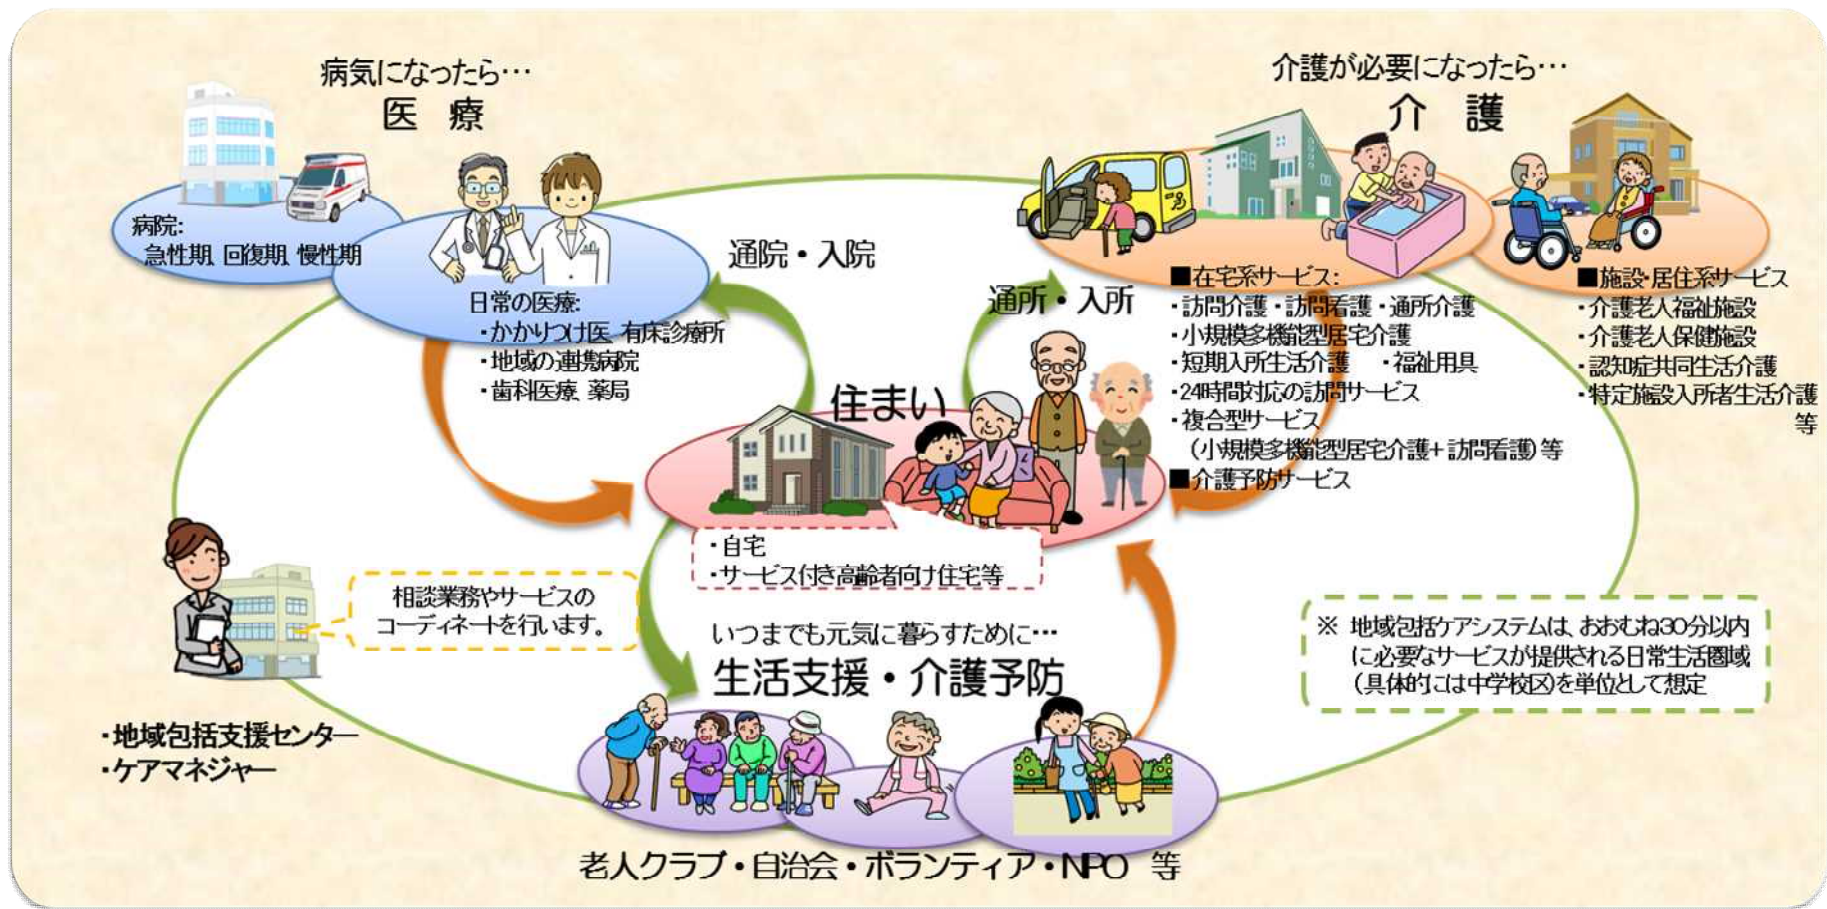 病気になったら…
医 療
病院:
急性期、回復期、慢性期
日常の医療:
・かかりつけ医、有床診療所
・地域の連携病院
・歯科医療、薬局
通院・入院
介護が必要になったら…
介 護
通所・入所
■在宅系サービス:
・訪問介護・訪問看護・通所介護
・小規模多機能型居宅介護
・短期入所生活介護 ・福祉用具
・24時間対応の訪問サービス
・複合型サービス
(小規模多機能型居宅介護+訪問看護)等
■介護予防サービス
■施設・居住系サービス
・介護老人福祉施設
・介護老人保健施設
・認知症共同生活介護
・特定施設入所者生活介護
等
住まい
・自宅
・サービス付き高齢者向け住宅等
相談業務やサービスの
コーディネートを行います。
・地域包括支援センター
・ケアマネジャー
いつまでも元気に暮らすために…
生活支援・介護予防
老人クラブ・自治会・ボランティア・NPO 等
※ 地域包括ケアシステムは、おおむね30分以内
に必要なサービスが提供される日常生活圏域
(具体的には中学校区)を単位として想定